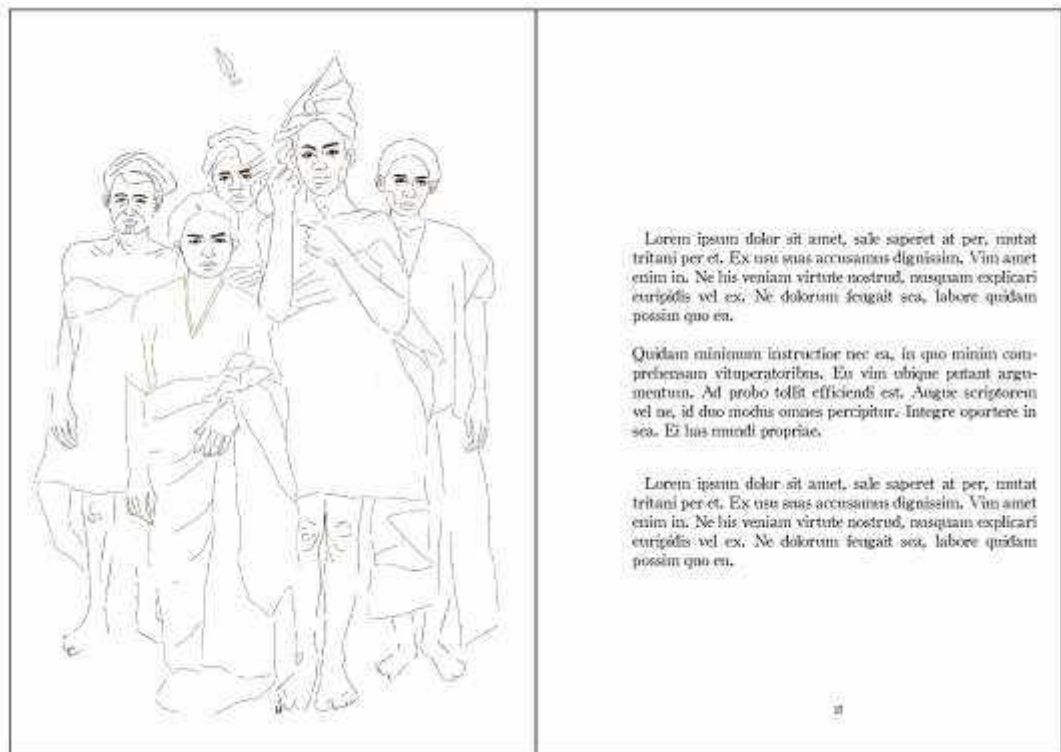 Lorem ipsum dolor sit amet, sale saperet at per, mutat
tritani per et. Ex usu suas accusamus dignissim. Vim amet
enim in. Ne his veniam virtute nostrud, nusquam explicari
euripidis vel ex. Ne dolorum feugait sea, labore quidam
possim quo eu.
Quidam minimum instructior nec ea, in quo minim com-
prehensam vituperatoribus. Eu vim ubique putant argu-
mentum. Ad probo tollit efficiendi est. Augue scriptorem
vel ne, id duo modus omnes percipitur. Integre oportere in
sea. Ei has mundi propriae.
Lorem ipsum dolor sit amet, sale saperet at per, mutat
tritani per et. Ex usu suas accusamus dignissim. Vim amet
enim in. Ne his veniam virtute nostrud, nusquam explicari
euripidis vel ex. Ne dolorum feugait sea, labore quidam
possim quo eu.